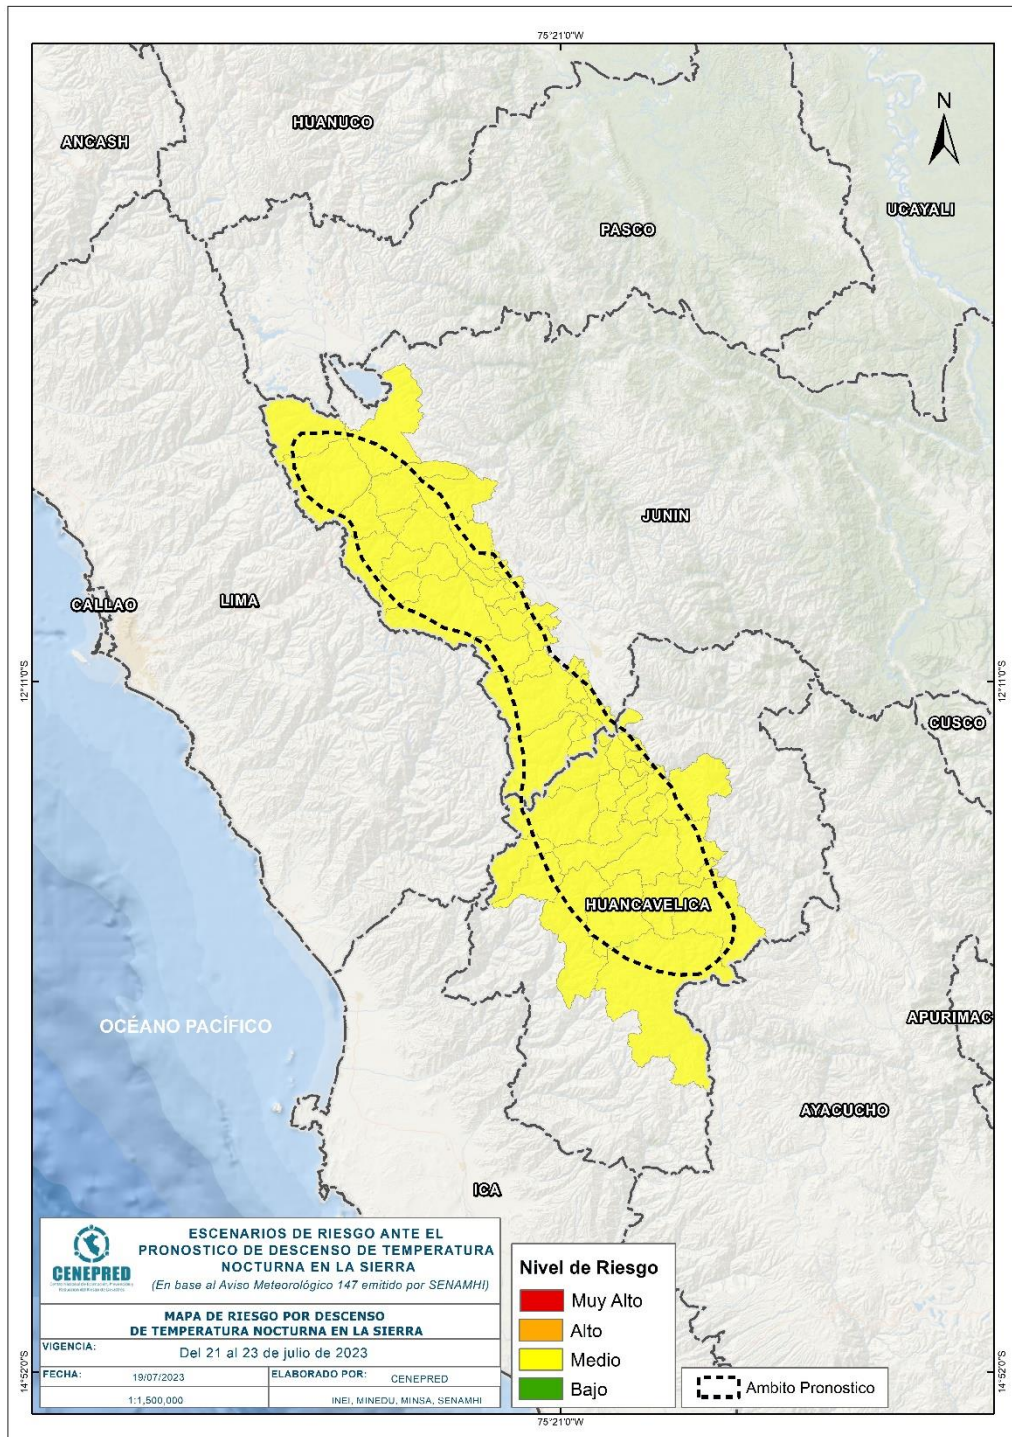 75°21'0"W
N
HUANUCO
ANCASH
UCAYALI
PASCO
JUNIN
LIMA
CALLAO
12°11'0"S
12°11'0"S
CUSCO
HUANCAVELICA
OCÉANO PACÍFICO
APURIMAC
AYACUCHO
ICA
CENEPRED
ESCENARIOS DE RIESGO ANTE EL
PRONOSTICO DE DESCENSO DE TEMPERATURA
NOCTURNA EN LA SIERRA
(En base al Aviso Meteorológico 147 emitido por SENAMHI)
MAPA DE RIESGO POR DESCENSO
DE TEMPERATURA NOCTURNA EN LA SIERRA
VIGENCIA:
Del 21 al 23 de julio de 2023
FECHA:
19/07/2023
ELABORADO POR:
CENEPRED
1:1,500,000
INEI, MINEDU, MINSA, SENAMHI
Nivel de Riesgo
Muy Alto
Alto
Medio
Bajo
Ambito Pronostico
14°52'0"S
14°52'0"S
75°21'0"W